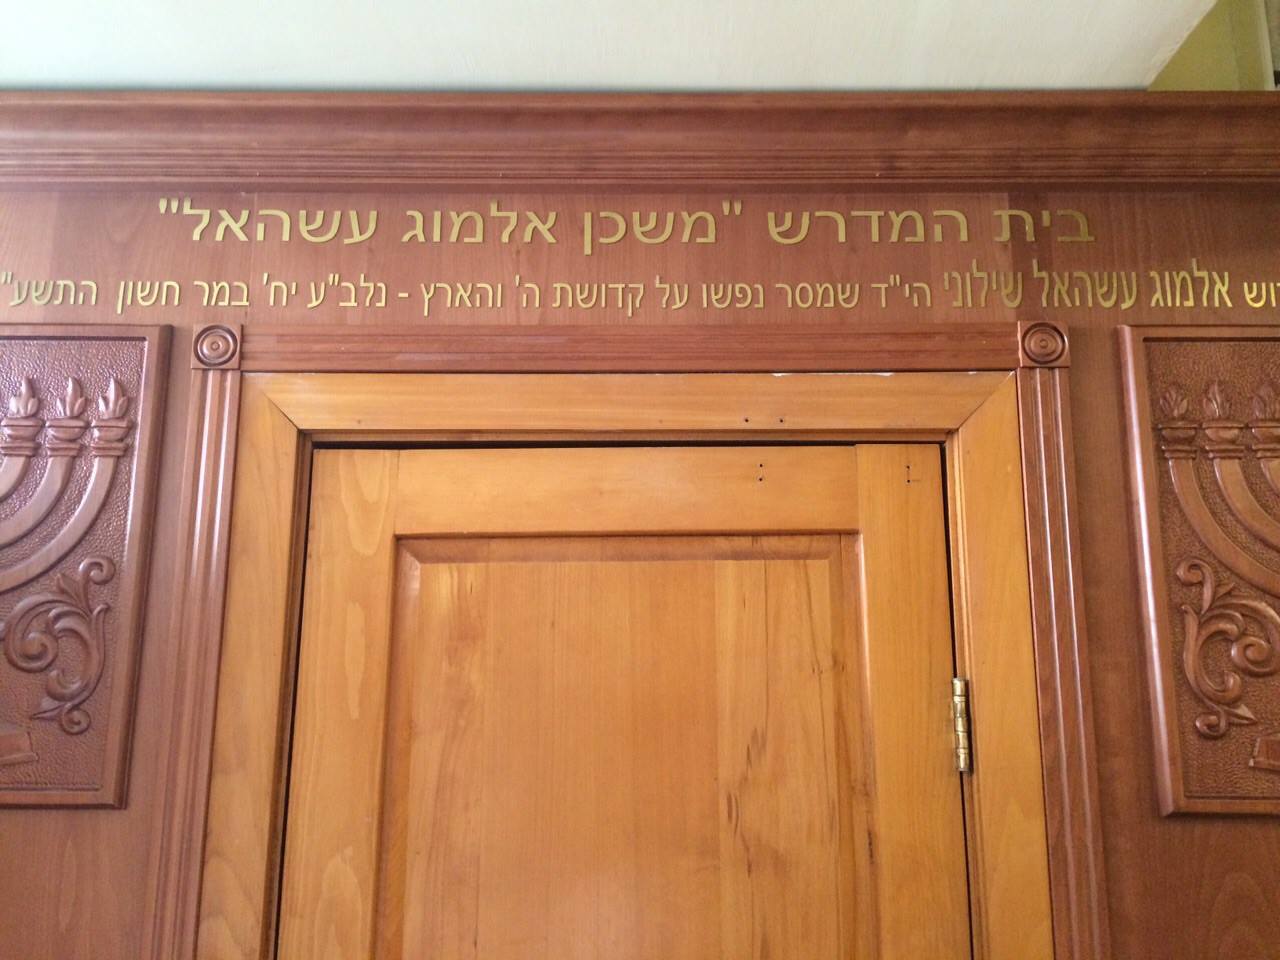 בית המדרש "משכן אלמוג עשהאל"
אלמוג עשהאל שילוני הי"ד שמסר נפשו על קדושת ה' והארץ - נלב"ע יח' במר חשון התשע"